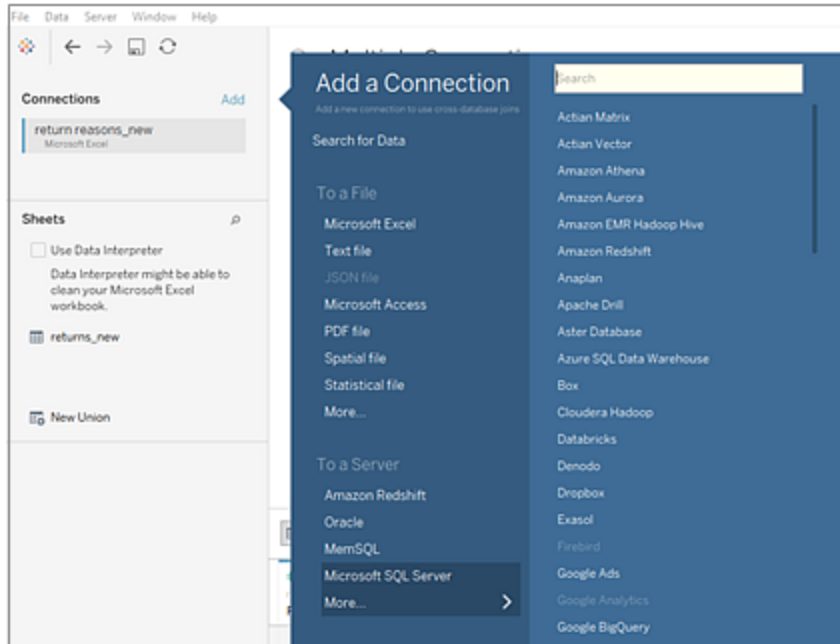 File Data Server Window Help
Connections Add
return reasons_new
Microsoft Excel
Sheets
Use Data Interpreter
Data Interpreter might be able to
clean your Microsoft Excel
workbook.
returns_new
New Union
Add a Connection
Add a new connection to use cross-database joins
Search for Data
To a File
Microsoft Excel
Text file
JSON file
Microsoft Access
PDF file
Spatial file
Statistical file
More...
To a Server
Amazon Redshift
Oracle
MemSQL
Microsoft SQL Server
More...
Search
Actian Matrix
Actian Vector
Amazon Athena
Amazon Aurora
Amazon EMR Hadoop Hive
Amazon Redshift
Anaplan
Apache Drill
Aster Database
Azure SQL Data Warehouse
Box
Cloudera Hadoop
Databricks
Denodo
Dropbox
Exasol
Firebird
Google Ads
Google Analytics
Google BigQuery